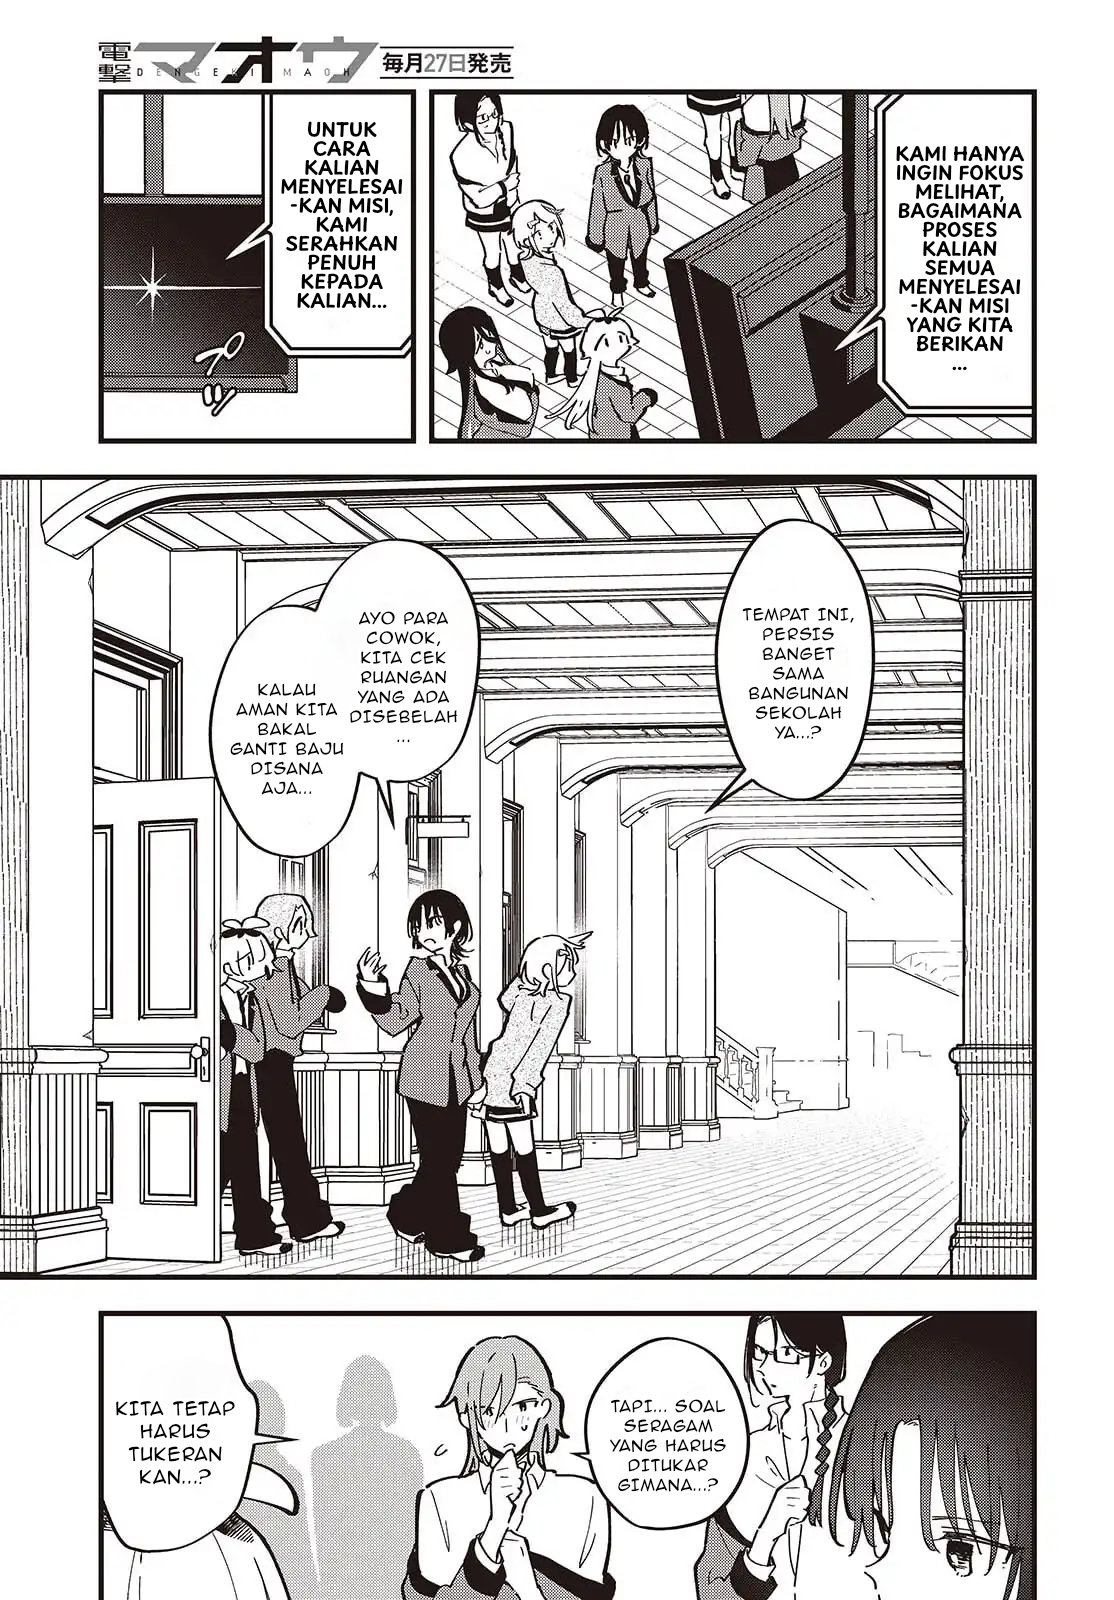 電撃マオウ
DENGEKI MAOH
毎月27日発売
KAMI HANYA
INGIN FOKUS
MELIHAT,
BAGAIMANA
PROSES
KALIAN
SEMUA
MENYELESAI
-KAN MISI
YANG KITA
BERIKAN
...
UNTUK
CARA
KALIAN
MENYELESAI
-KAN MISI,
KAMI
SERAHKAN
PENUH
KEPADA
KALIAN...
TEMPAT INI,
PERSIS
BANGET
SAMA
BANGUNAN
SEKOLAH
YA...?
AYO PARA
COWOK,
KITA CEK
RUANGAN
YANG ADA
DISEBELAH
...
KALAU
AMAN KITA
BAKAL
GANTI BAJU
DISANA
AJA...
TAPI... SOAL
SERAGAM
YANG HARUS
DITUKAR
GIMANA...?
KITA TETAP
HARUS
TUKERAN
KAN...?